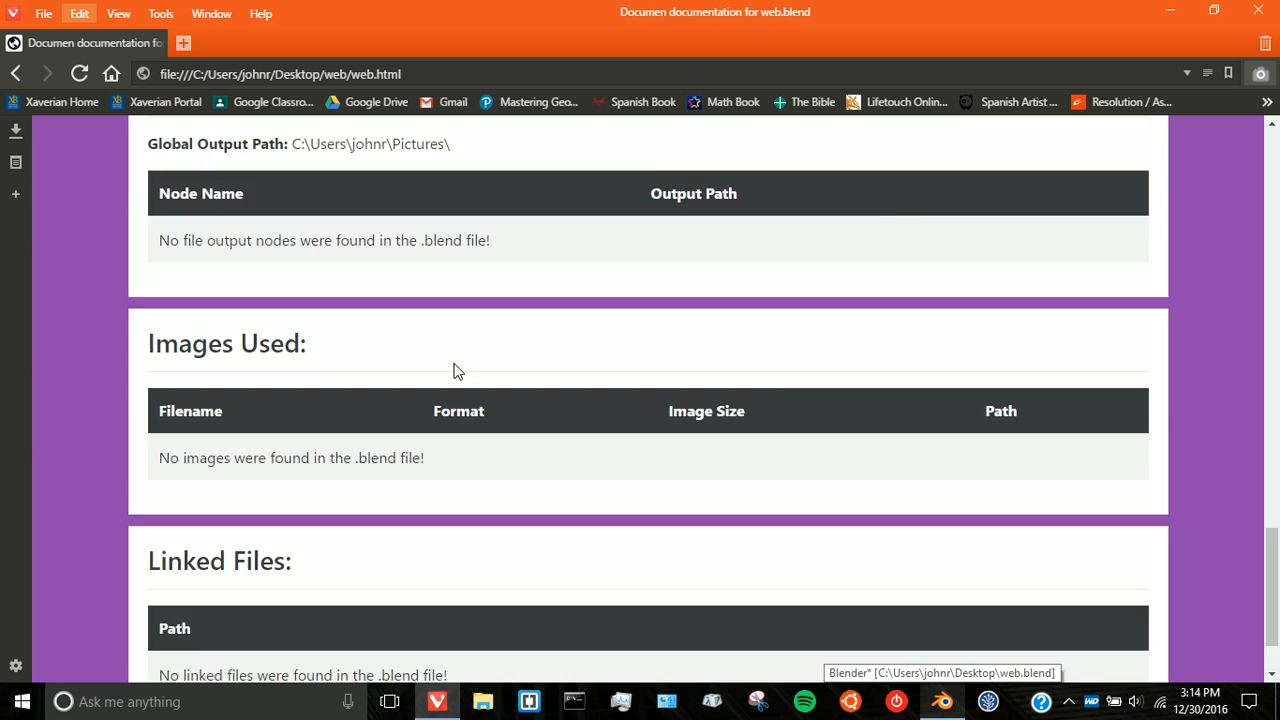 File Edit View Tools Window Help
Documen documentation for web.blend
Documen documentation fo
file:///C:/Users/johnr/Desktop/web/web.html
Xaverian Home Xaverian Portal Google Classro... Google Drive Gmail Mastering Geo... Spanish Book Math Book The Bible Lifetouch Onlin... Spanish Artist ... Resolution / As...
Global Output Path: C:\Users\johnr\Pictures\
Node Name Output Path
No file output nodes were found in the .blend file!
Images Used:
Filename Format Image Size Path
No images were found in the .blend file!
Linked Files:
Path
No linked files were found in the .blend file!
Blender* [C:\Users\johnr\Desktop\web.blend]
Ask me anything
3:14 PM
12/30/2016